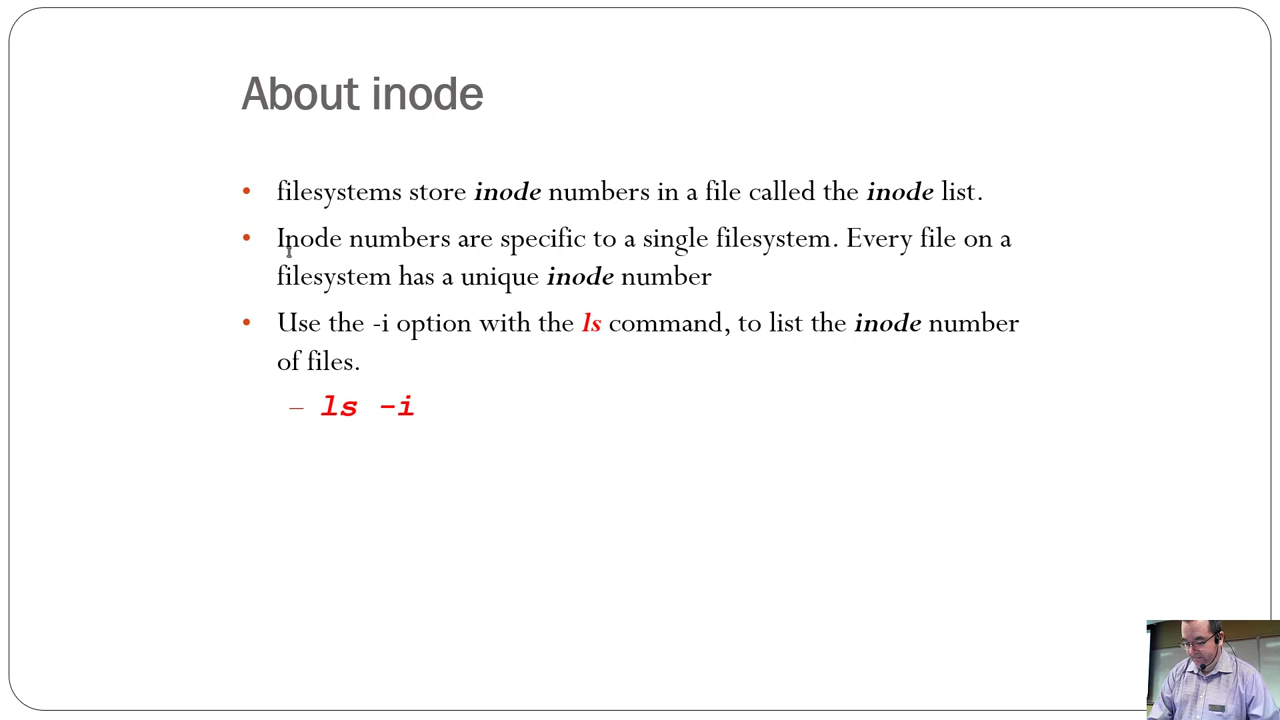 About inode
• filesystems store inode numbers in a file called the inode list.
• Inode numbers are specific to a single filesystem. Every file on a
filesystem has a unique inode number
• Use the -i option with the ls command, to list the inode number
of files.
– ls -i